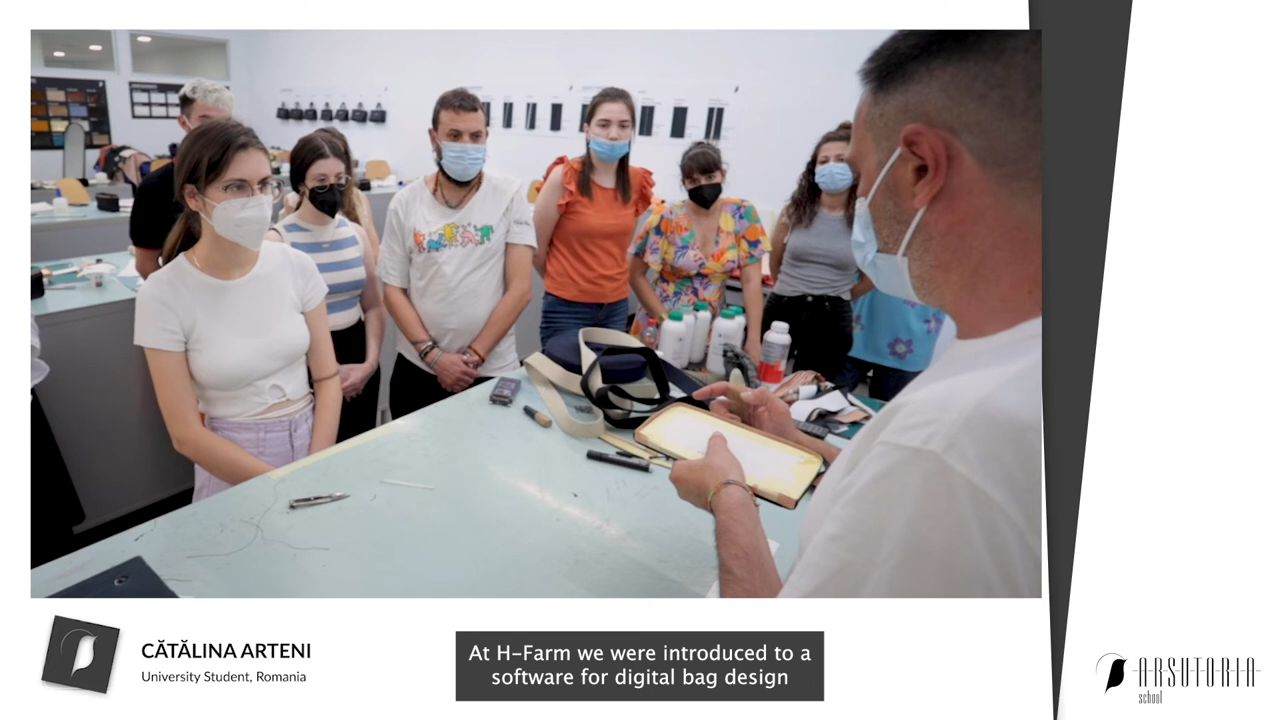 CĂTĂLINA ARTENI
University Student, Romania
At H-Farm we were introduced to a
software for digital bag design
ARSUTORIA
school